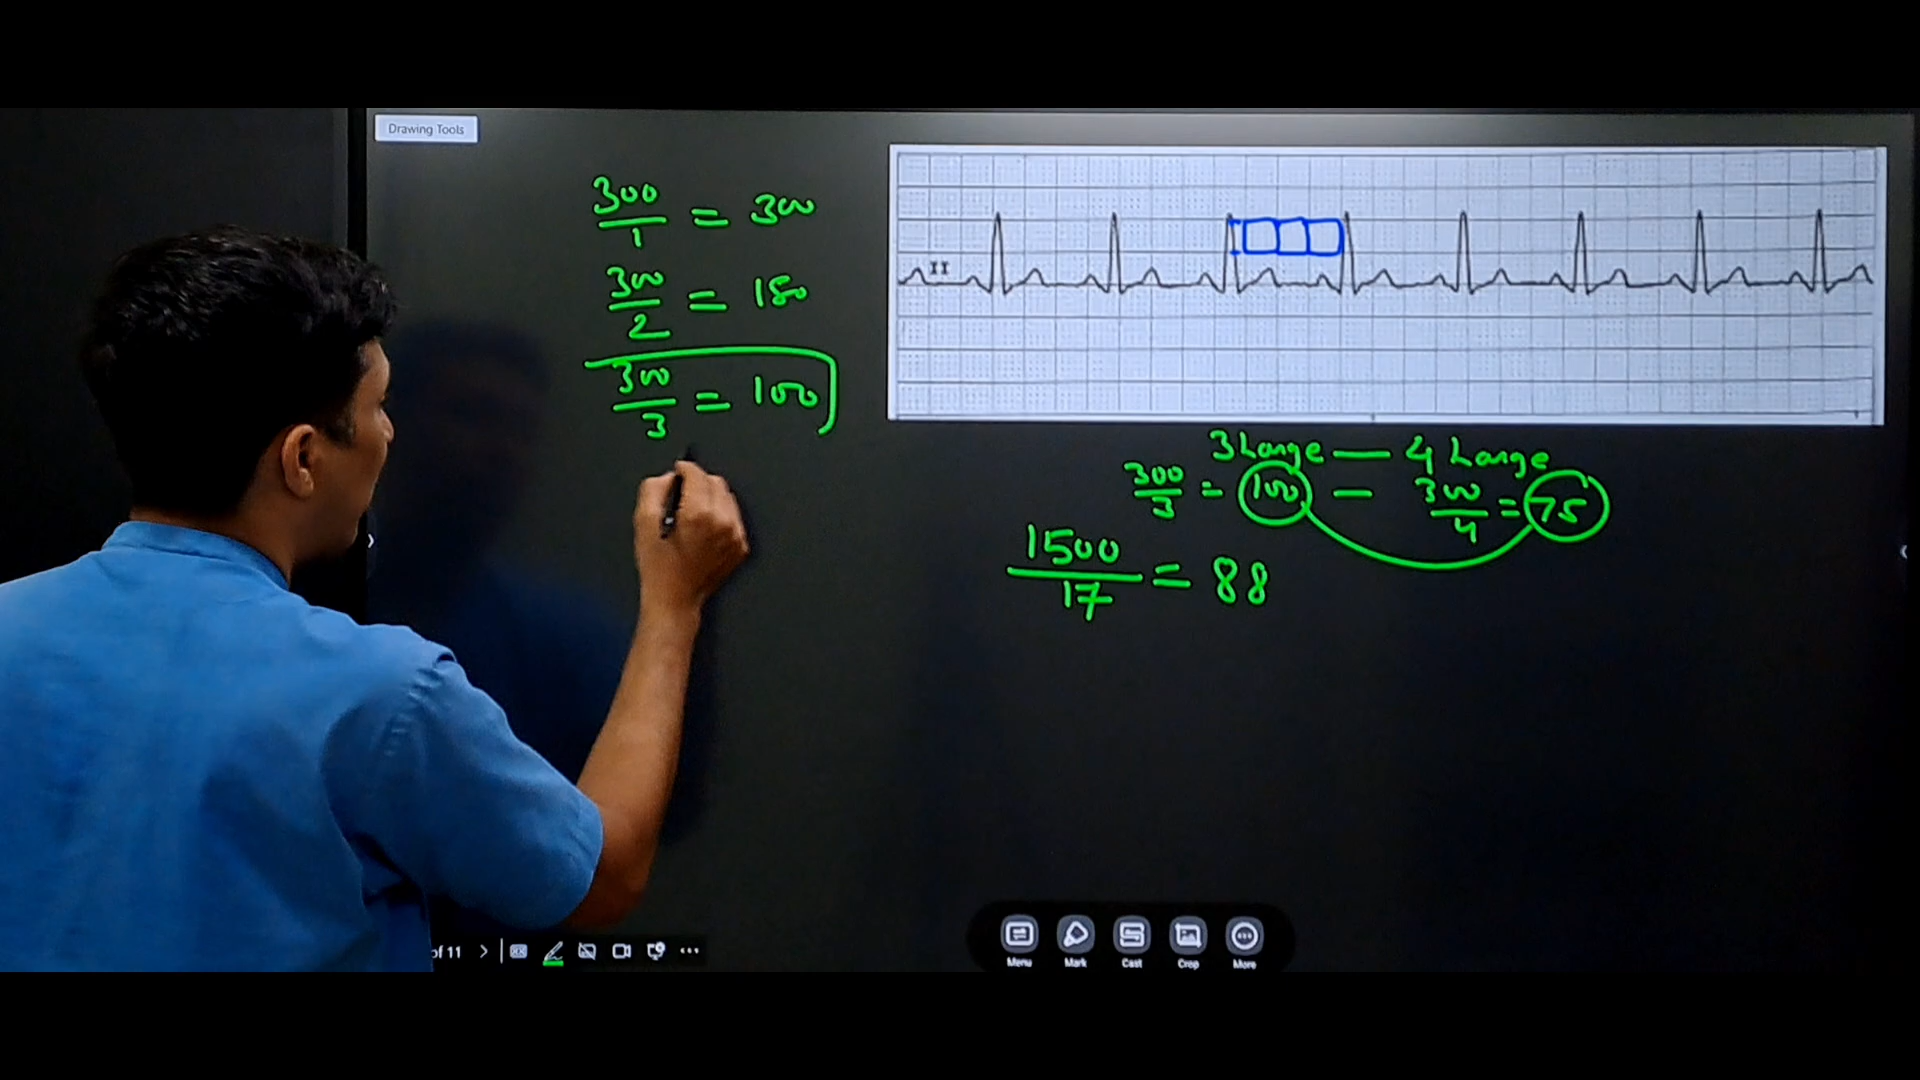 Drawing Tools
300/1 = 300
300/2 = 150
300/3 = 100
II
3 Large — 4 Large
300/3 = 100 — 300/4 = 75
1500/17 = 88
of 11
Menu Mark Cast Crop More